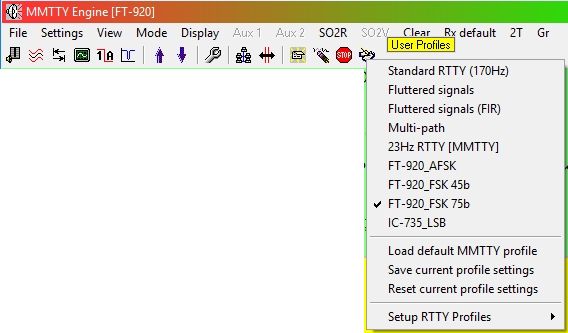 MMTTY Engine [FT-920]
File Settings View Mode Display Aux 1 Aux 2 SO2R SO2V Clear Rx default 2T Gr
User Profiles
Standard RTTY (170Hz)
Fluttered signals
Fluttered signals (FIR)
Multi-path
23Hz RTTY [MMTTY]
FT-920_AFSK
FT-920_FSK 45b
FT-920_FSK 75b
IC-735_LSB
Load default MMTTY profile
Save current profile settings
Reset current profile settings
Setup RTTY Profiles